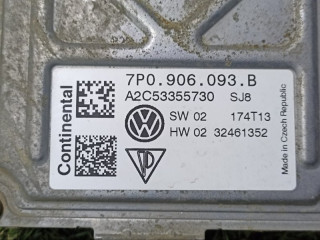 Continental
7P0.906.093.B
A2C53355730 SJ8
SW 02 174T13
HW 02 32461352
Made in Czech Republic